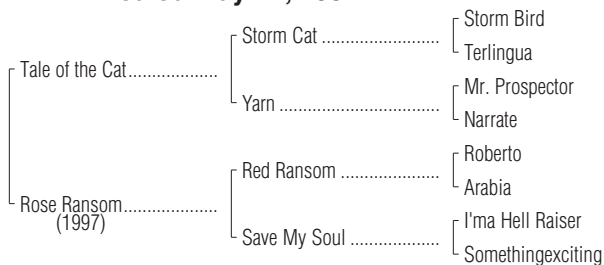 Storm Bird
Storm Cat
Terlingua
Tale of the Cat
Mr. Prospector
Yarn
Narrate
Roberto
Red Ransom
Arabia
Rose Ransom
(1997)
I'ma Hell Raiser
Save My Soul
Somethingexciting